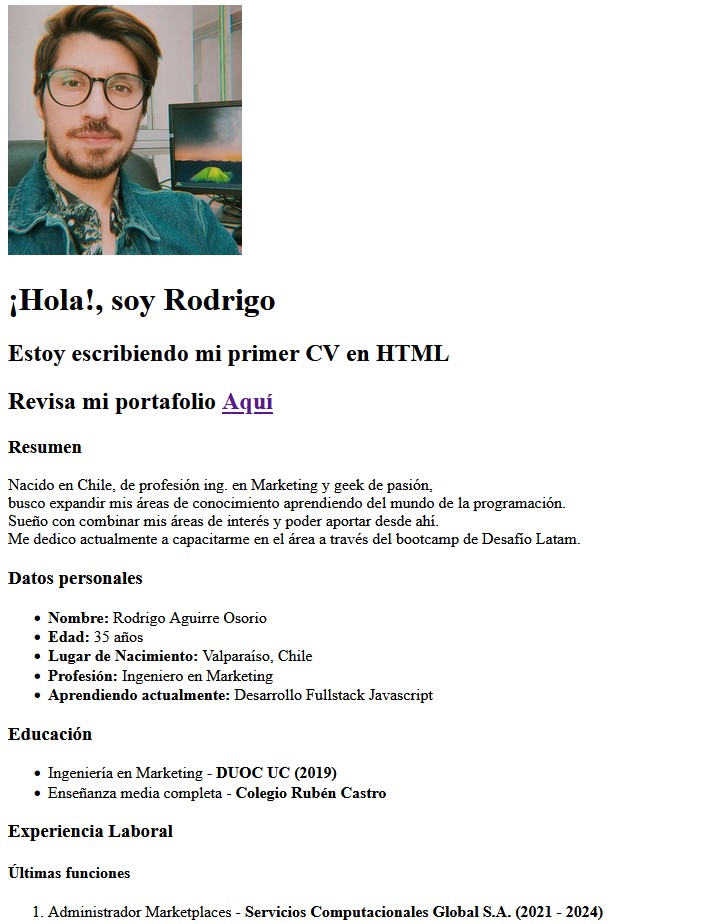 ¡Hola!, soy Rodrigo
Estoy escribiendo mi primer CV en HTML
Revisa mi portafolio Aquí
Resumen
Nacido en Chile, de profesión ing. en Marketing y geek de pasión,
busco expandir mis áreas de conocimiento aprendiendo del mundo de la programación.
Sueño con combinar mis áreas de interés y poder aportar desde ahí.
Me dedico actualmente a capacitarme en el área a través del bootcamp de Desafío Latam.
Datos personales
• Nombre: Rodrigo Aguirre Osorio
• Edad: 35 años
• Lugar de Nacimiento: Valparaíso, Chile
• Profesión: Ingeniero en Marketing
• Aprendiendo actualmente: Desarrollo Fullstack Javascript
Educación
• Ingeniería en Marketing - DUOC UC (2019)
• Enseñanza media completa - Colegio Rubén Castro
Experiencia Laboral
Últimas funciones
1. Administrador Marketplaces - Servicios Computacionales Global S.A. (2021 - 2024)